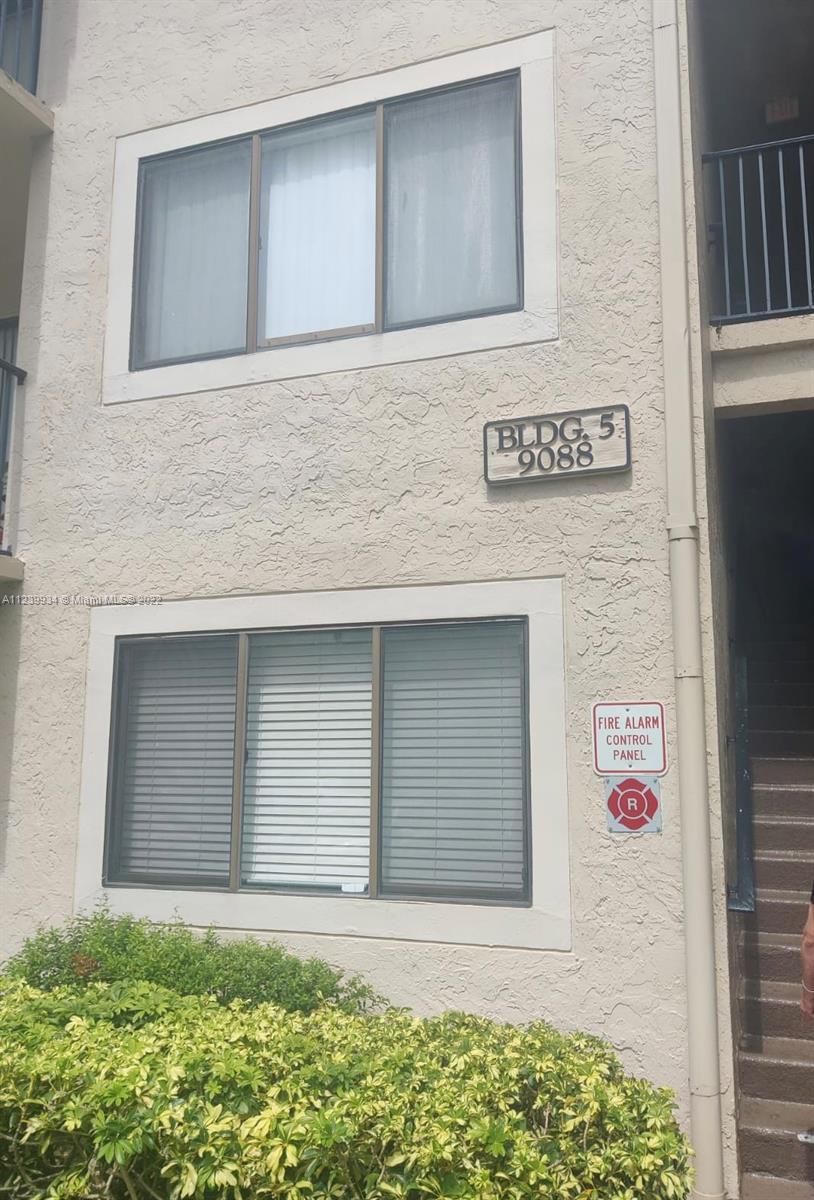 BLDG. 5
9088
A11239934 © Miami MLS© 2022
FIRE ALARM
CONTROL
PANEL
R